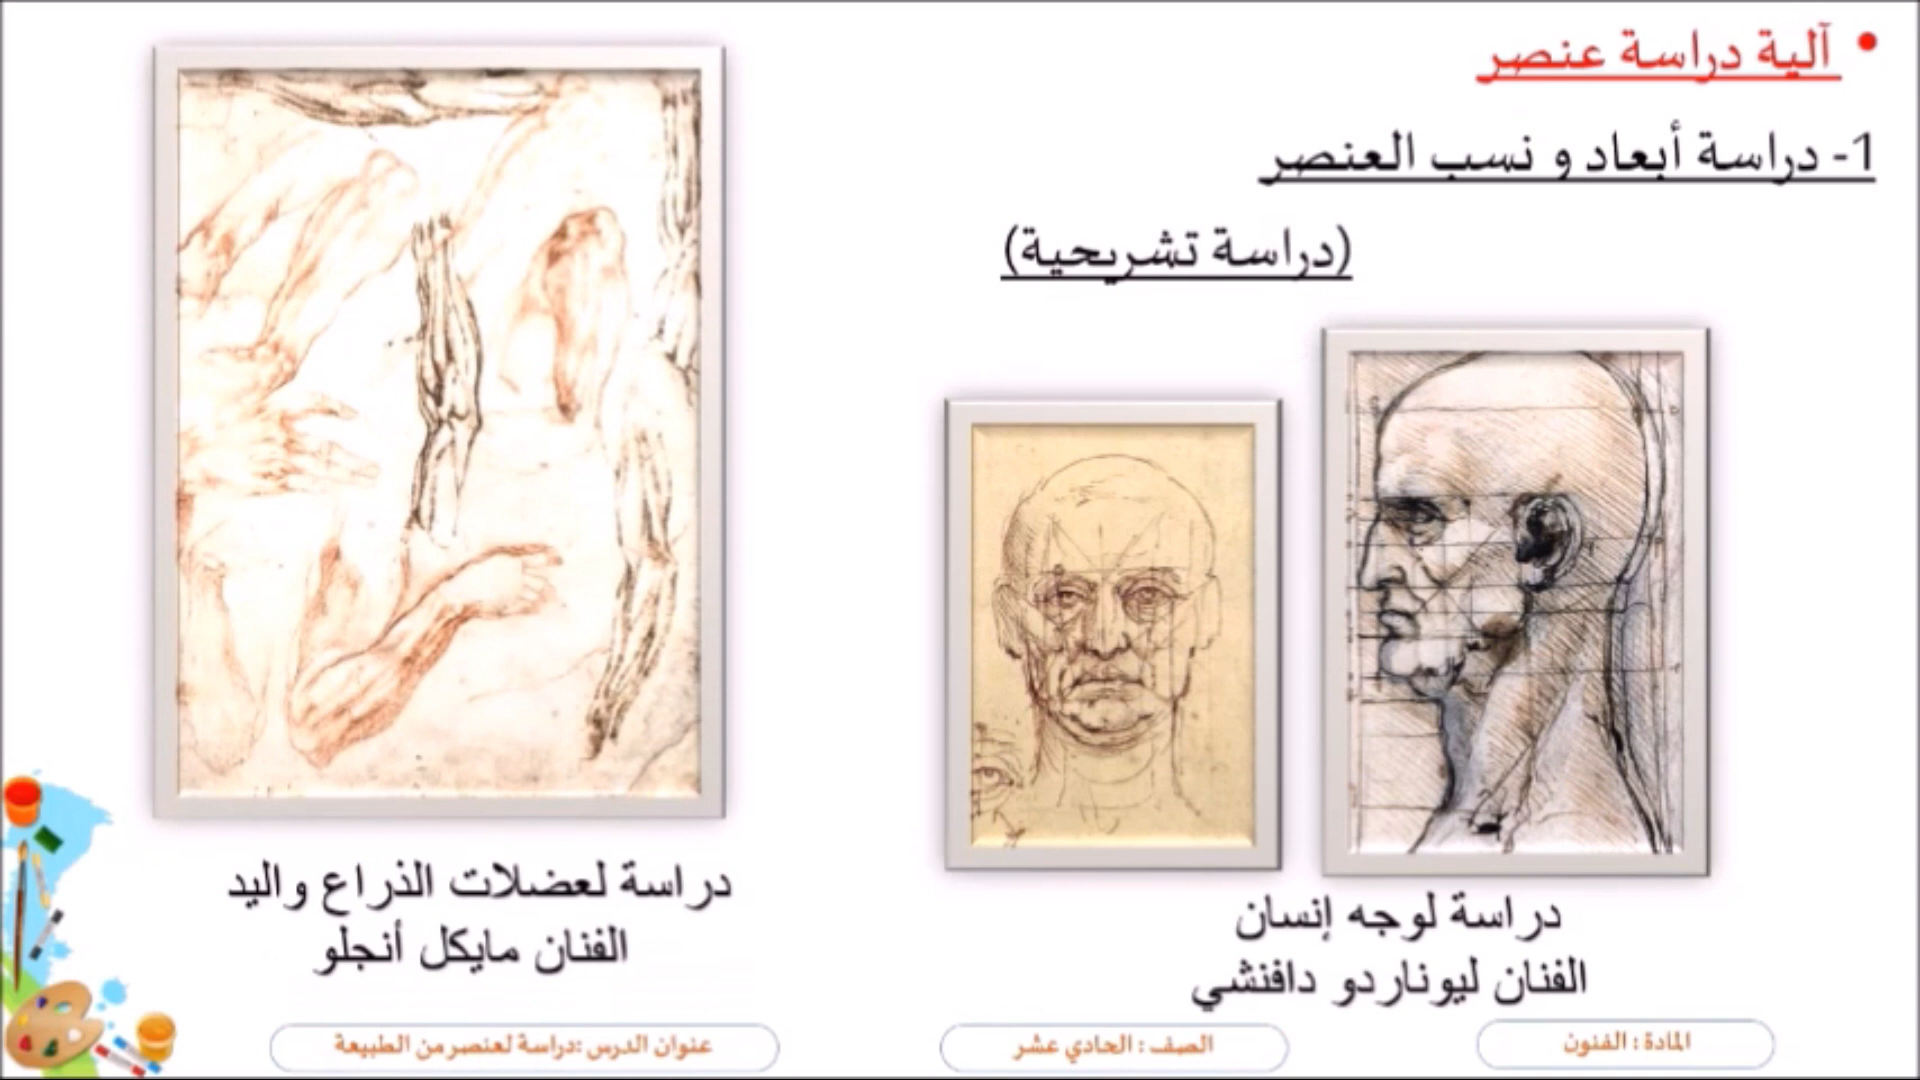 • آلية دراسة عنصر
1- دراسة أبعاد و نسب العنصر
(دراسة تشريحية)
دراسة لوجه إنسان
الفنان ليوناردو دافنشي
دراسة لعضلات الذراع واليد
الفنان مايكل أنجلو
المادة : الفنون
الصف : الحادي عشر
عنوان الدرس :دراسة لعنصر من الطبيعة